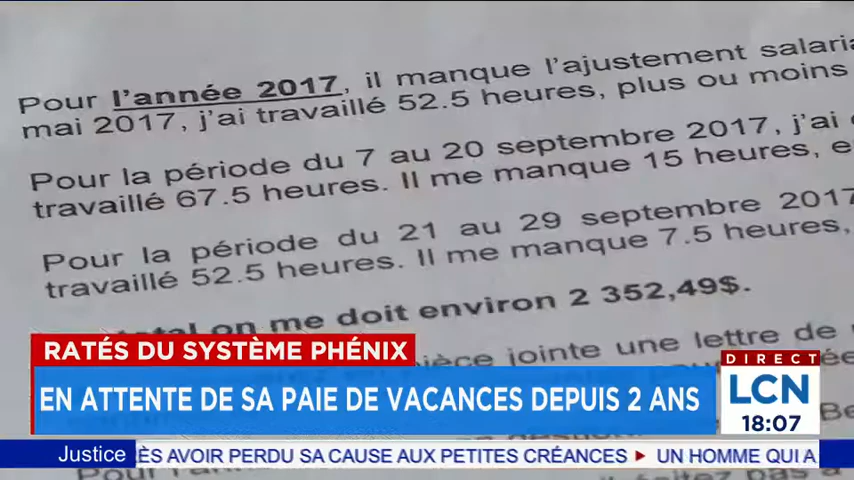 Pour l'année 2017, il manque l'ajustement
mai 2017, j'ai travaillé 52.5 heures, plus ou moins
Pour la période du 7 au 20 septembre 2017, j'ai
travaillé 67.5 heures. Il me manque 15 heures,
Pour la période du 21 au 29 septembre 2017
travaillé 52.5 heures. Il me manque 7.5 heures,
on me doit environ 2 352,49$.
RATÉS DU SYSTÈME PHÉNIX
jointe une lettre de
EN ATTENTE DE SA PAIE DE VACANCES DEPUIS 2 ANS
DIRECT
LCN
18:07
Justice
AVOIR PERDU SA CAUSE AUX PETITES CRÉANCES ▶ UN HOMME QUI A